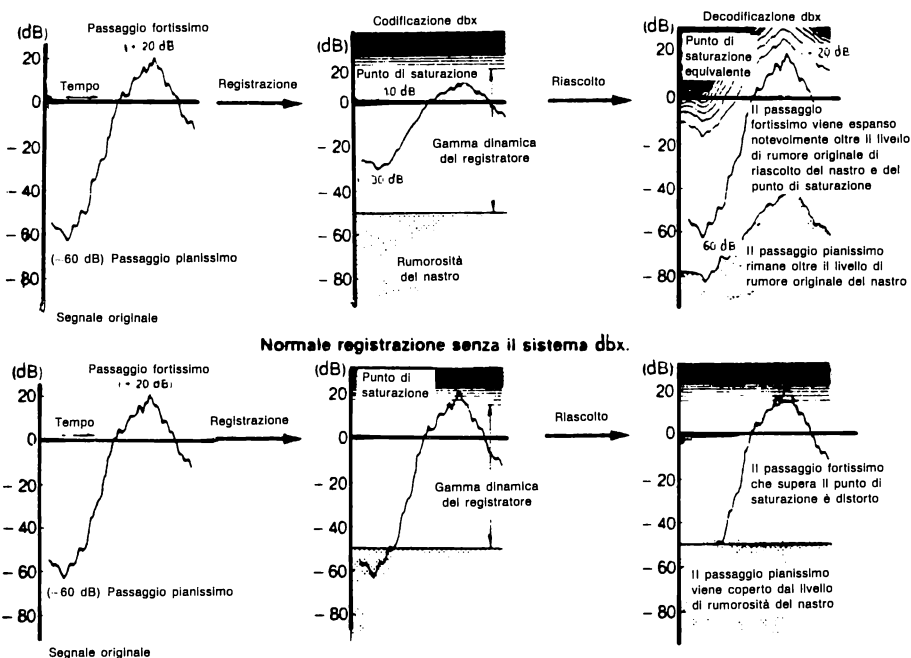 (dB)
Passaggio fortissimo
(+ 20 dB)
20
0
- 20
- 40
- 60
- 80
Tempo
(-60 dB) Passaggio pianissimo
Segnale originale
Registrazione
Codificazione dbx
(dB)
20
0
- 20
- 40
- 60
- 80
Punto di saturazione
10 dB
- 30 dB
Gamma dinamica
del registratore
Rumorosità
del nastro
Riascolto
Decodificazione dbx
(dB)
20
0
- 20
- 40
- 60
- 80
Punto di
saturazione
equivalente
+ 20 dB
Il passaggio
fortissimo viene espanso
notevolmente oltre il livello
di rumore originale di
riascolto del nastro e del
punto di saturazione
60 dB
Il passaggio pianissimo
rimane oltre il livello di
rumore originale del nastro
Normale registrazione senza il sistema dbx.
(dB)
Passaggio fortissimo
(+ 20 dB)
20
0
- 20
- 40
- 60
- 80
Tempo
(-60 dB) Passaggio pianissimo
Segnale originale
Registrazione
(dB)
20
0
- 20
- 40
- 60
- 80
Punto di
saturazione
Gamma dinamica
del registratore
Riascolto
(dB)
20
0
- 20
- 40
- 60
- 80
Il passaggio fortissimo
che supera il punto di
saturazione è distorto
Il passaggio pianissimo
viene coperto dal livello
di rumorosità del nastro